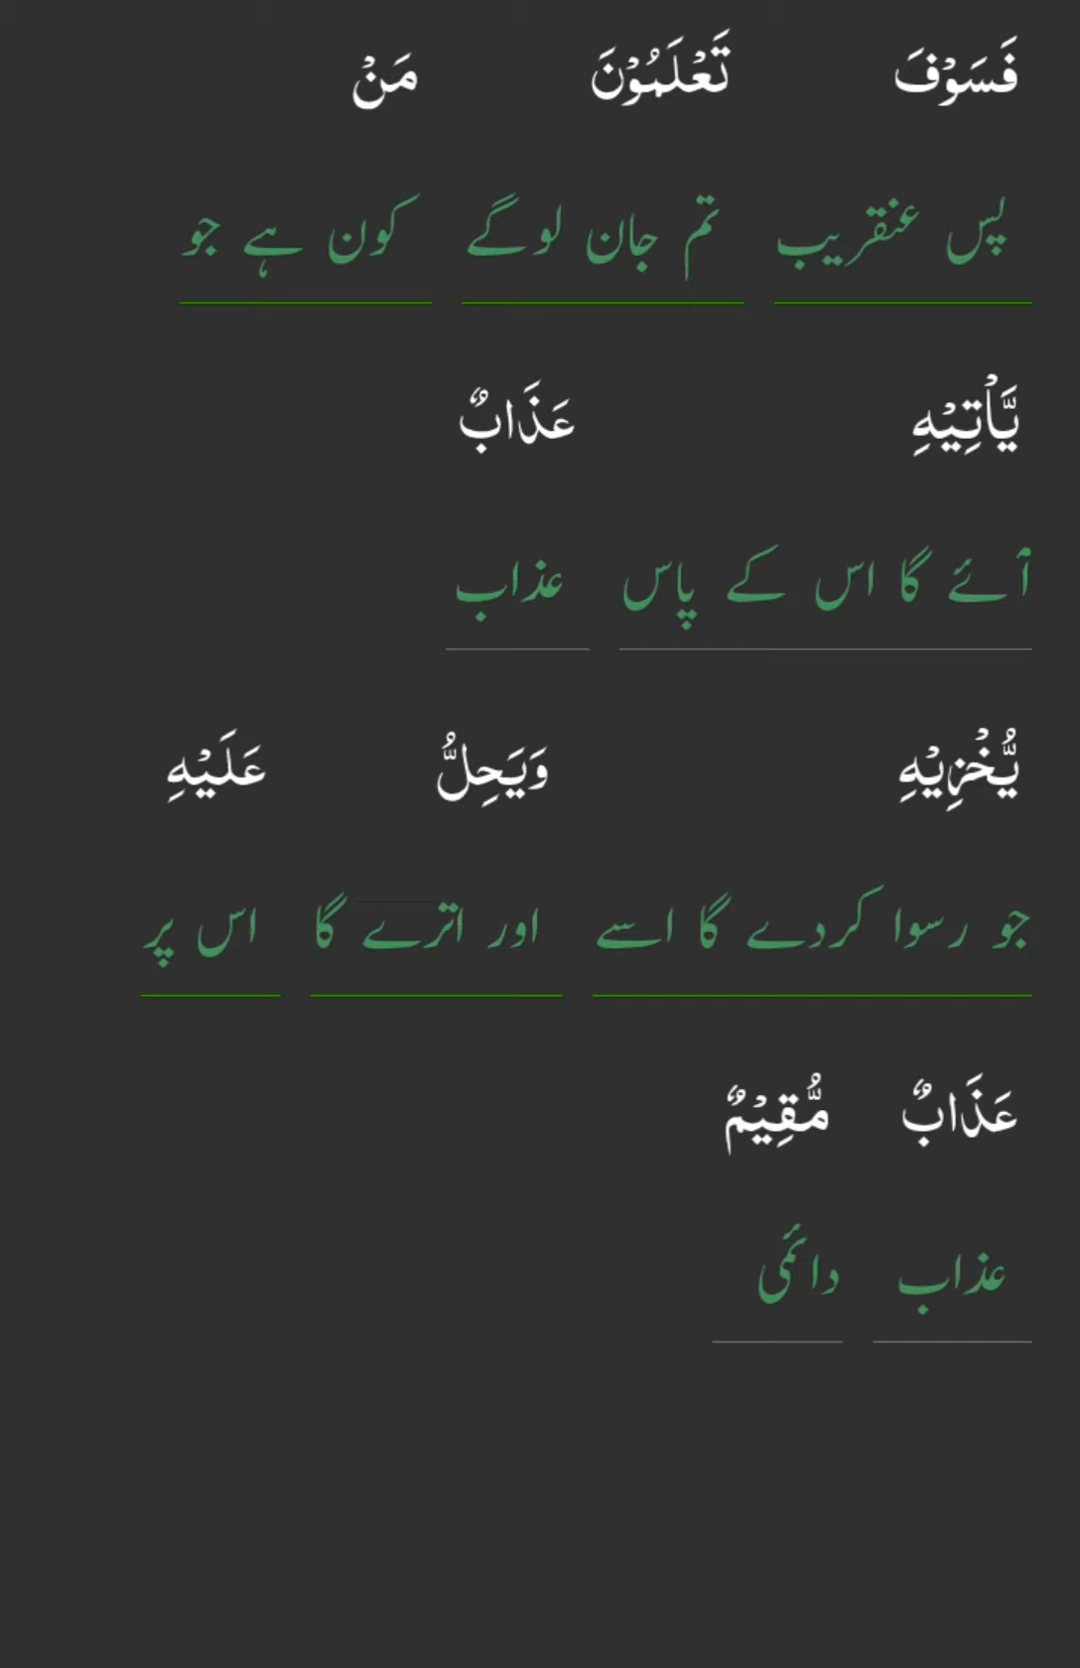 فَسَوْفَ تَعْلَمُوْنَ مَنْ
پس عنقریب تم جان لوگے کون ہے جو
يَّاْتِيْهِ عَذَابٌ
آئے گا اس کے پاس عذاب
يُّخْزِيْهِ وَيَحِلُّ عَلَيْهِ
جو رسوا کردے گا اسے اور اترے گا اس پر
عَذَابٌ مُّقِيْمٌ
عذاب دائمی